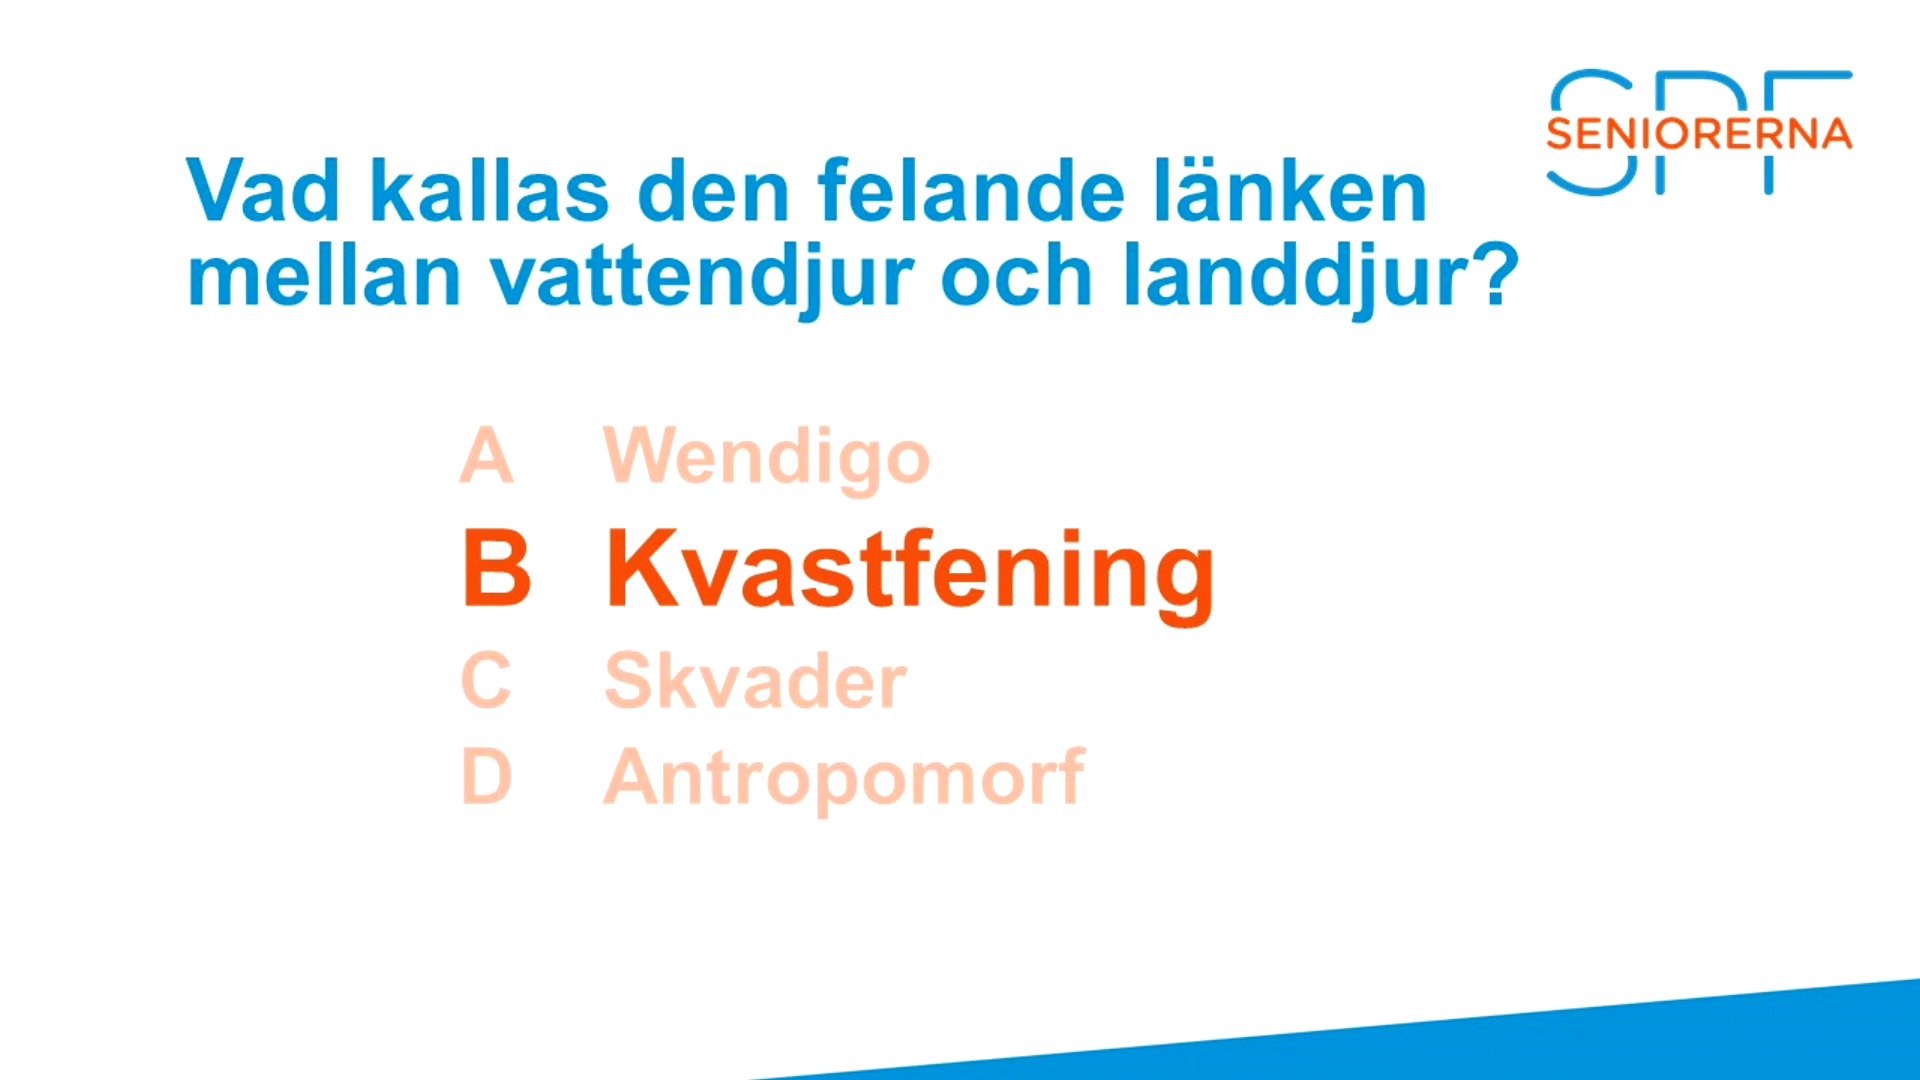 SPF
SENIORERNA
Vad kallas den felande länken
mellan vattendjur och landdjur?
A Wendigo
B Kvastfening
C Skvader
D Antropomorf